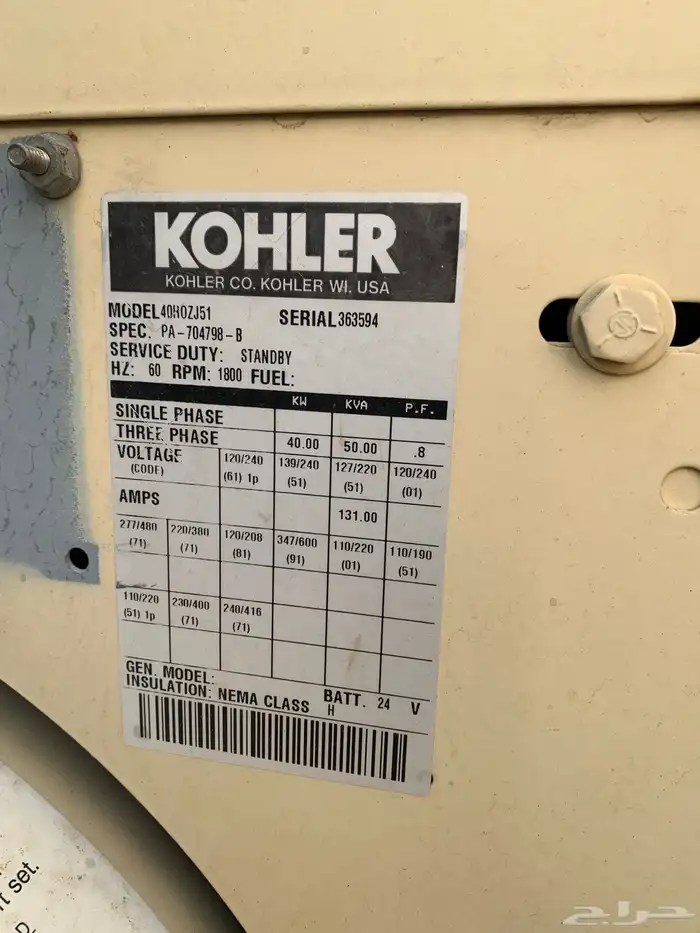 KOHLER
KOHLER CO. KOHLER WI. USA
MODEL 40ROZJ51 SERIAL 363594
SPEC. PA-704798-B
SERVICE DUTY: STANDBY
HZ: 60 RPM: 1800 FUEL:
KW KVA P.F.
SINGLE PHASE
THREE PHASE 40.00 50.00 .8
VOLTAGE 120/240 139/240 127/220 120/240
(CODE) (61) 1p (51) (51) (01)
AMPS 131.00
277/480 220/380 120/208 347/600 110/220 110/190
(71) (71) (81) (91) (01) (51)
110/220 230/400 240/416
(51) 1p (71) (71)
GEN. MODEL:
INSULATION: NEMA CLASS H BATT. 24 V
set.
حراج